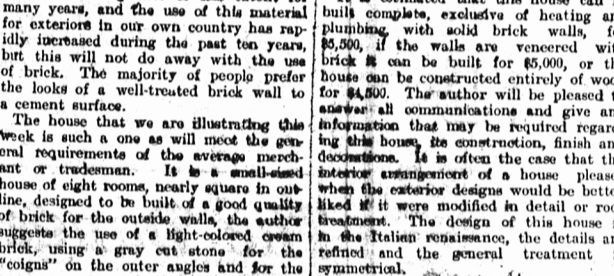 many years, and the use of this material
for exteriors in our own country has rap-
idly increased during the past ten years,
but this will not do away with the use
of brick. The majority of people prefer
the looks of a well-treated brick wall to
a cement surface.
The house that we are illustrating this
week is such a one as will meet the gen-
eral requirements of the average merch-
ant or tradesman. It is a small-sized
house of eight rooms, nearly square in out-
line, designed to be built of a good quality
of brick for the outside walls, the author
suggests the use of a light-colored cream
brick, using a gray cut stone for the
"coigns" on the outer angles and for the
that this house can
built complete, exclusive of heating an
plumbing, with solid brick walls, f
$5,500, if the walls are veneered wi
brick it can be built for $5,000, or th
house can be constructed entirely of woo
for $4,500. The author will be pleased t
answer all communications and give an
information that may be required regar
ing this house, its construction, finish an
decorations. It is often the case that th
interior arrangement of a house please
when the exterior designs would be bette
liked if it were modified in detail or roo
treatment. The design of this house
in the Italian renaissance, the details a
refined and the general treatment
symmetrical.